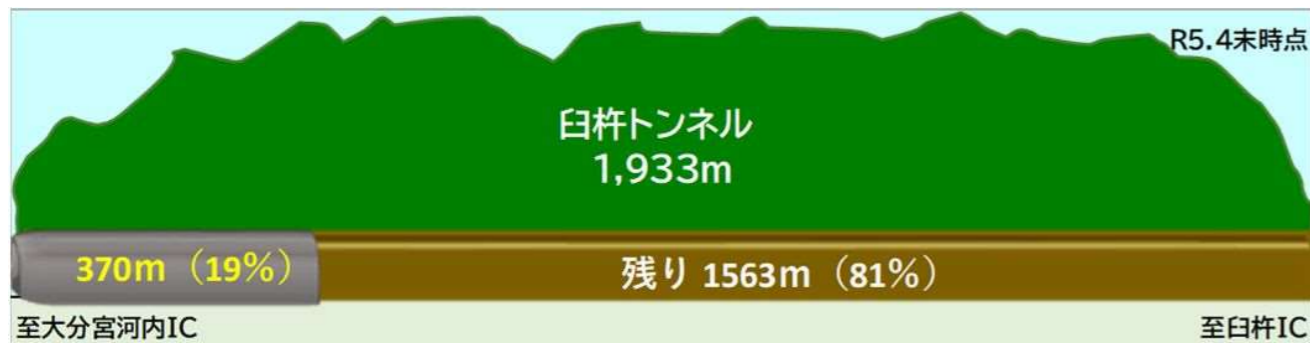 R5.4末時点
臼杵トンネル
1,933m
370m（19%）
残り 1563m（81%）
至大分宮河内IC
至臼杵IC